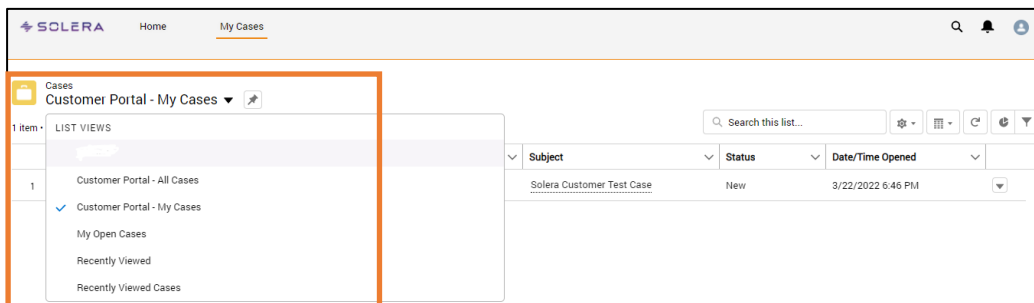 SOLERA Home My Cases
Cases
Customer Portal - My Cases
1 item •
LIST VIEWS
Search this list...
Subject Status Date/Time Opened
Customer Portal - All Cases
1 Solera Customer Test Case New 3/22/2022 6:46 PM
Customer Portal - My Cases
My Open Cases
Recently Viewed
Recently Viewed Cases